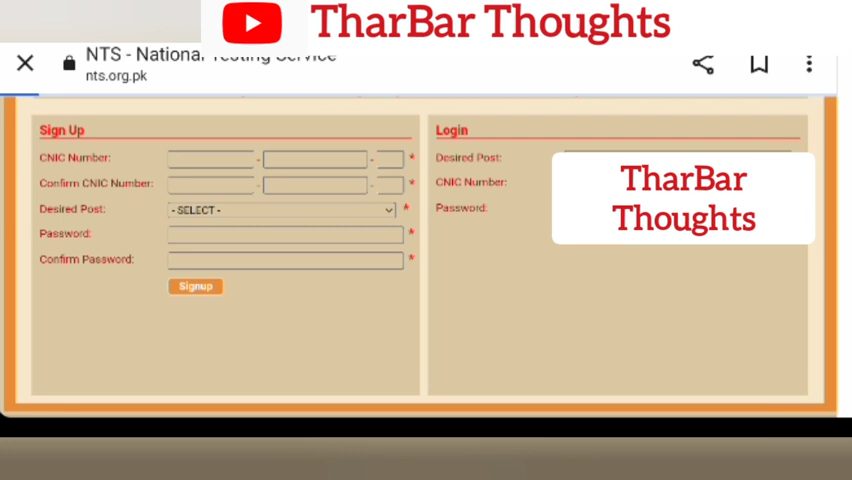 TharBar Thoughts
NTS - National Testing Service
nts.org.pk
Sign Up
CNIC Number: - - *
Confirm CNIC Number: - - *
Desired Post: - SELECT - *
Password: *
Confirm Password: *
Signup
Login
Desired Post:
CNIC Number:
Password:
TharBar
Thoughts